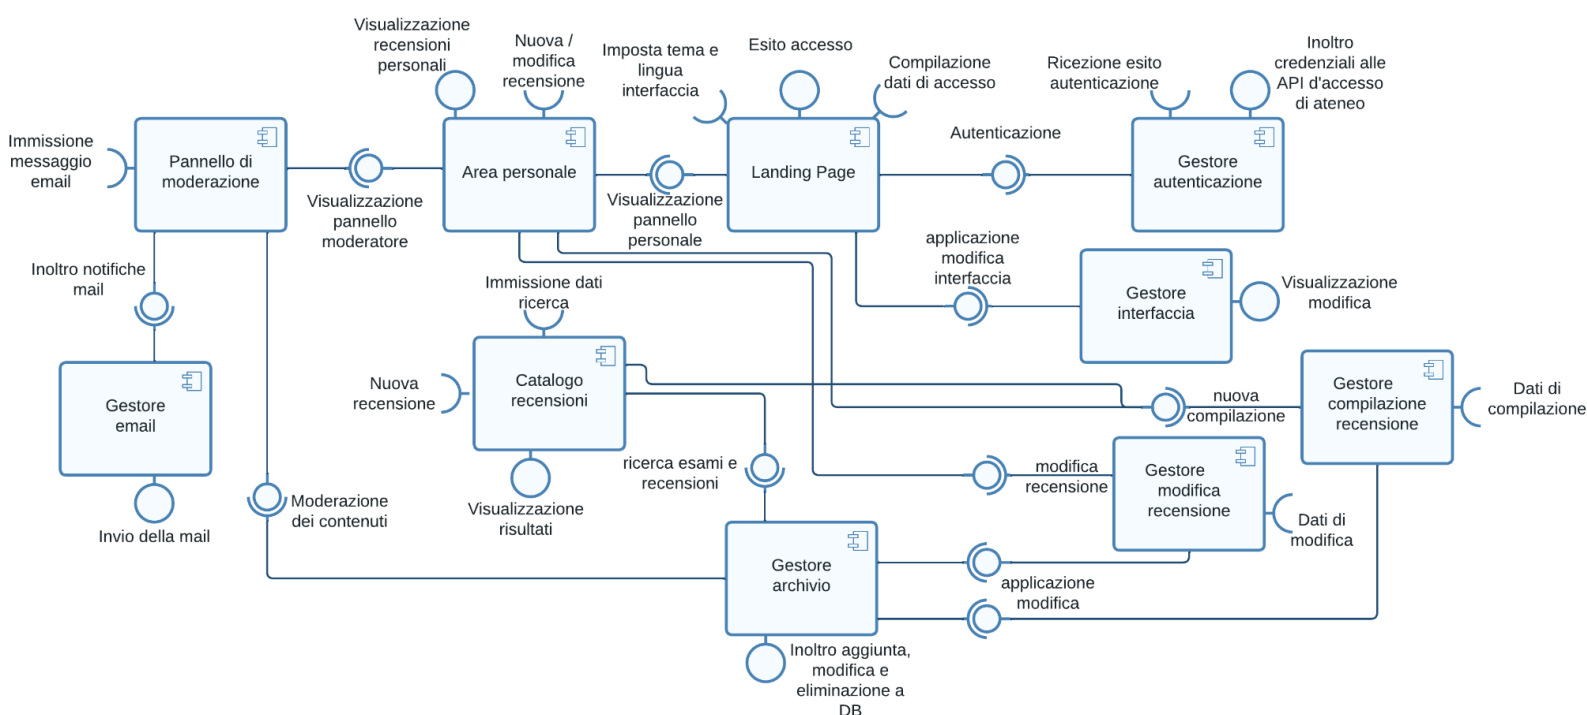 Visualizzazione
recensioni
personali
Nuova /
modifica
recensione
Imposta tema e
lingua
interfaccia
Esito accesso
Compilazione
dati di accesso
Ricezione esito
autenticazione
Inoltro
credenziali alle
API d'accesso
di ateneo
Immissione
messaggio
email
Pannello di
moderazione
Visualizzazione
pannello
moderatore
Area personale
Visualizzazione
pannello
personale
Landing Page
Autenticazione
Gestore
autenticazione
Inoltro notifiche
mail
applicazione
modifica
interfaccia
Gestore
interfaccia
Visualizzazione
modifica
Immissione dati
ricerca
Gestore
email
Invio della mail
Nuova
recensione
Catalogo
recensioni
Visualizzazione
risultati
nuova
compilazione
Gestore
compilazione
recensione
Dati di
compilazione
ricerca esami e
recensioni
modifica
recensione
Gestore
modifica
recensione
Dati di
modifica
Moderazione
dei contenuti
Gestore
archivio
applicazione
modifica
Inoltro aggiunta,
modifica e
eliminazione a
DB